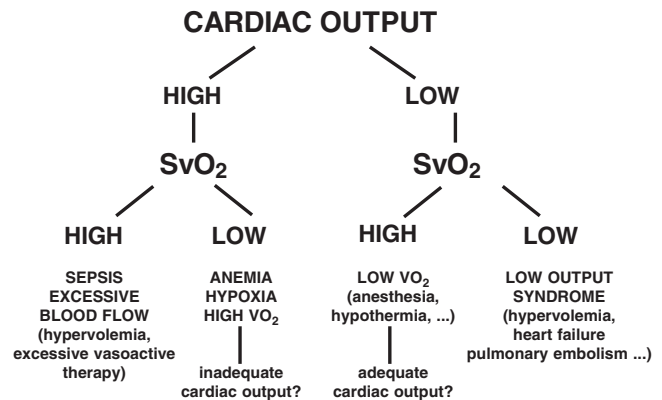 CARDIAC OUTPUT
HIGH
LOW
SvO₂
SvO₂
HIGH
LOW
HIGH
LOW
SEPSIS
EXCESSIVE
BLOOD FLOW
(hypervolemia,
excessive vasoactive
therapy)
ANEMIA
HYPOXIA
HIGH VO₂
inadequate
cardiac output?
LOW VO₂
(anesthesia,
hypothermia, ...)
adequate
cardiac output?
LOW OUTPUT
SYNDROME
(hypervolemia,
heart failure
pulmonary embolism ...)